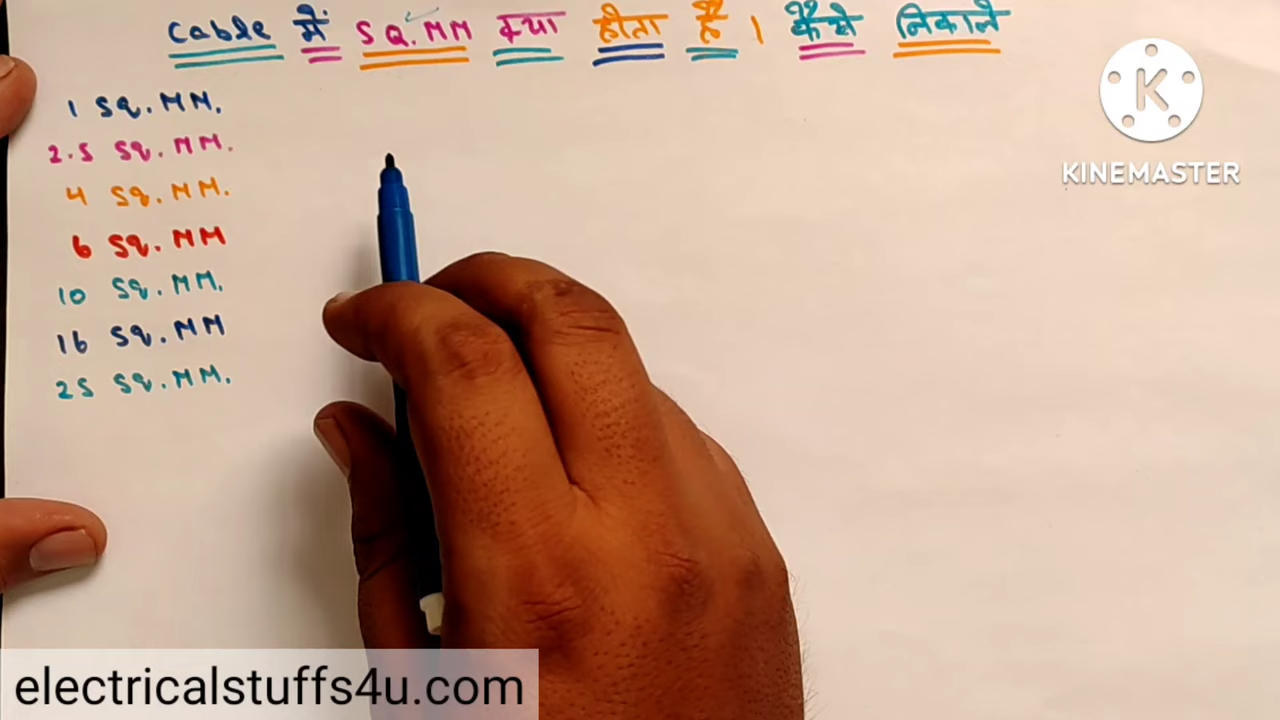 Cable में SQ.MM क्या होता है । कैसे निकाले
1 Sq.MM.
2.5 Sq.MM.
4 Sq.MM.
6 Sq.MM
10 Sq.MM.
16 Sq.MM
25 Sq.MM.
K
KINEMASTER
electricalstuffs4u.com